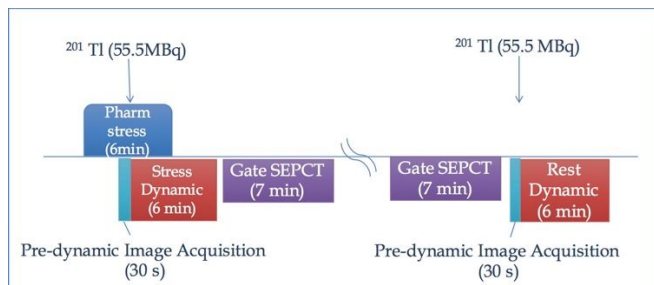 ²⁰¹ Tl (55.5MBq)
²⁰¹ Tl (55.5 MBq)
Pharm
stress
(6min)
Stress
Dynamic
(6 min)
Gate SEPCT
(7 min)
Gate SEPCT
(7 min)
Rest
Dynamic
(6 min)
Pre-dynamic Image Acquisition
(30 s)
Pre-dynamic Image Acquisition
(30 s)